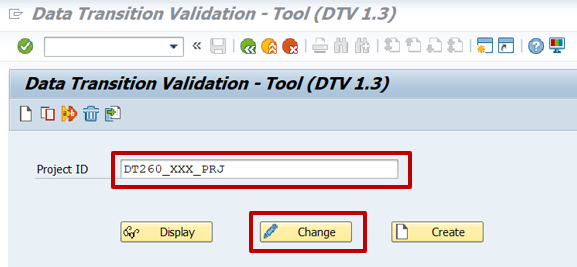 Data Transition Validation - Tool (DTV 1.3)
Data Transition Validation - Tool (DTV 1.3)
Project ID DT260_XXX_PRJ
Display Change Create